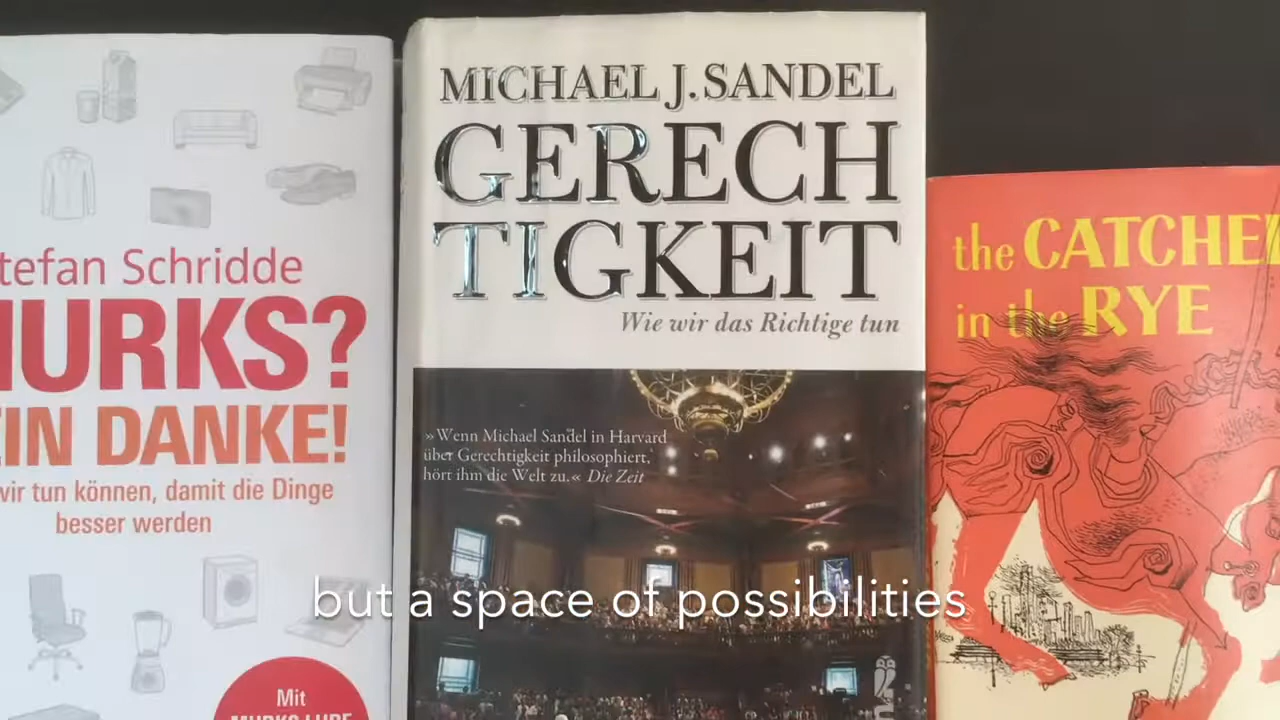 tefan Schridde
MURKS?
EIN DANKE!
wir tun können, damit die Dinge
besser werden
Mit
MICHAEL J. SANDEL
GERECH
TIGKEIT
Wie wir das Richtige tun
»Wenn Michael Sandel in Harvard
über Gerechtigkeit philosophiert,
hört ihm die Welt zu.« Die Zeit
the CATCHER
in the RYE
but a space of possibilities